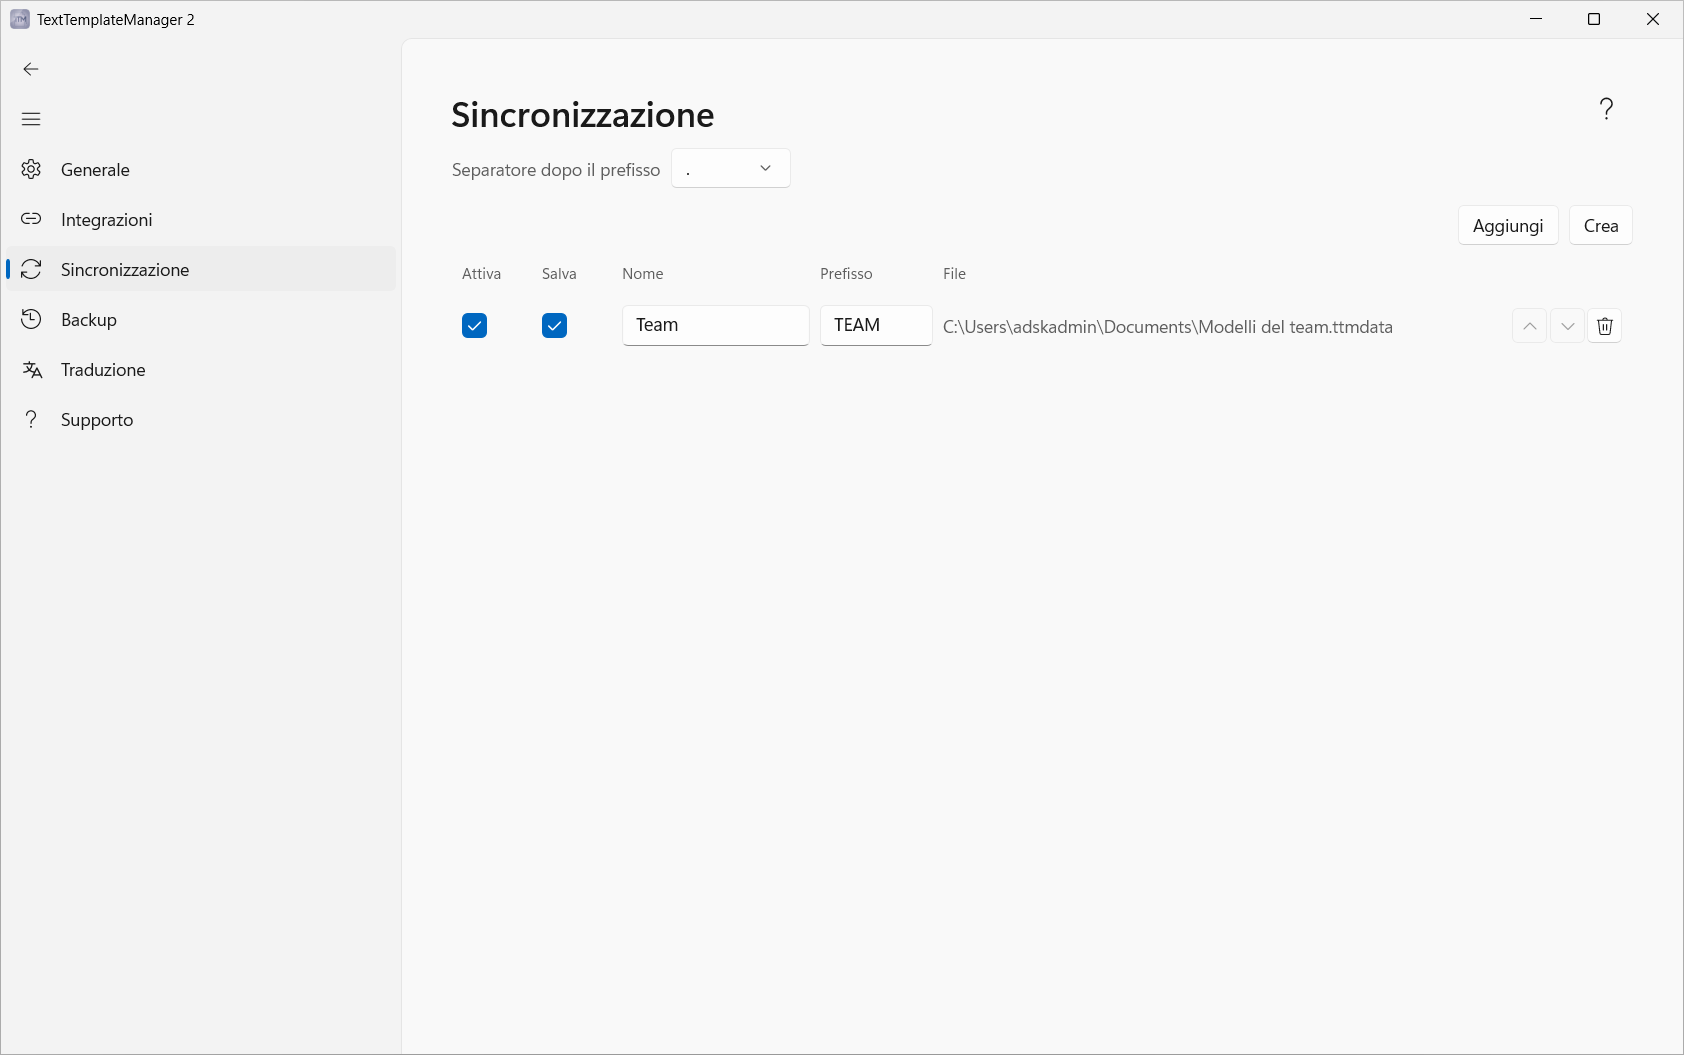 TextTemplateManager 2
Generale
Integrazioni
Sincronizzazione
Backup
Traduzione
Supporto
Sincronizzazione
?
Separatore dopo il prefisso .
Aggiungi Crea
Attiva Salva Nome Prefisso File
Team TEAM C:\Users\adskadmin\Documents\Modelli del team.ttmdata